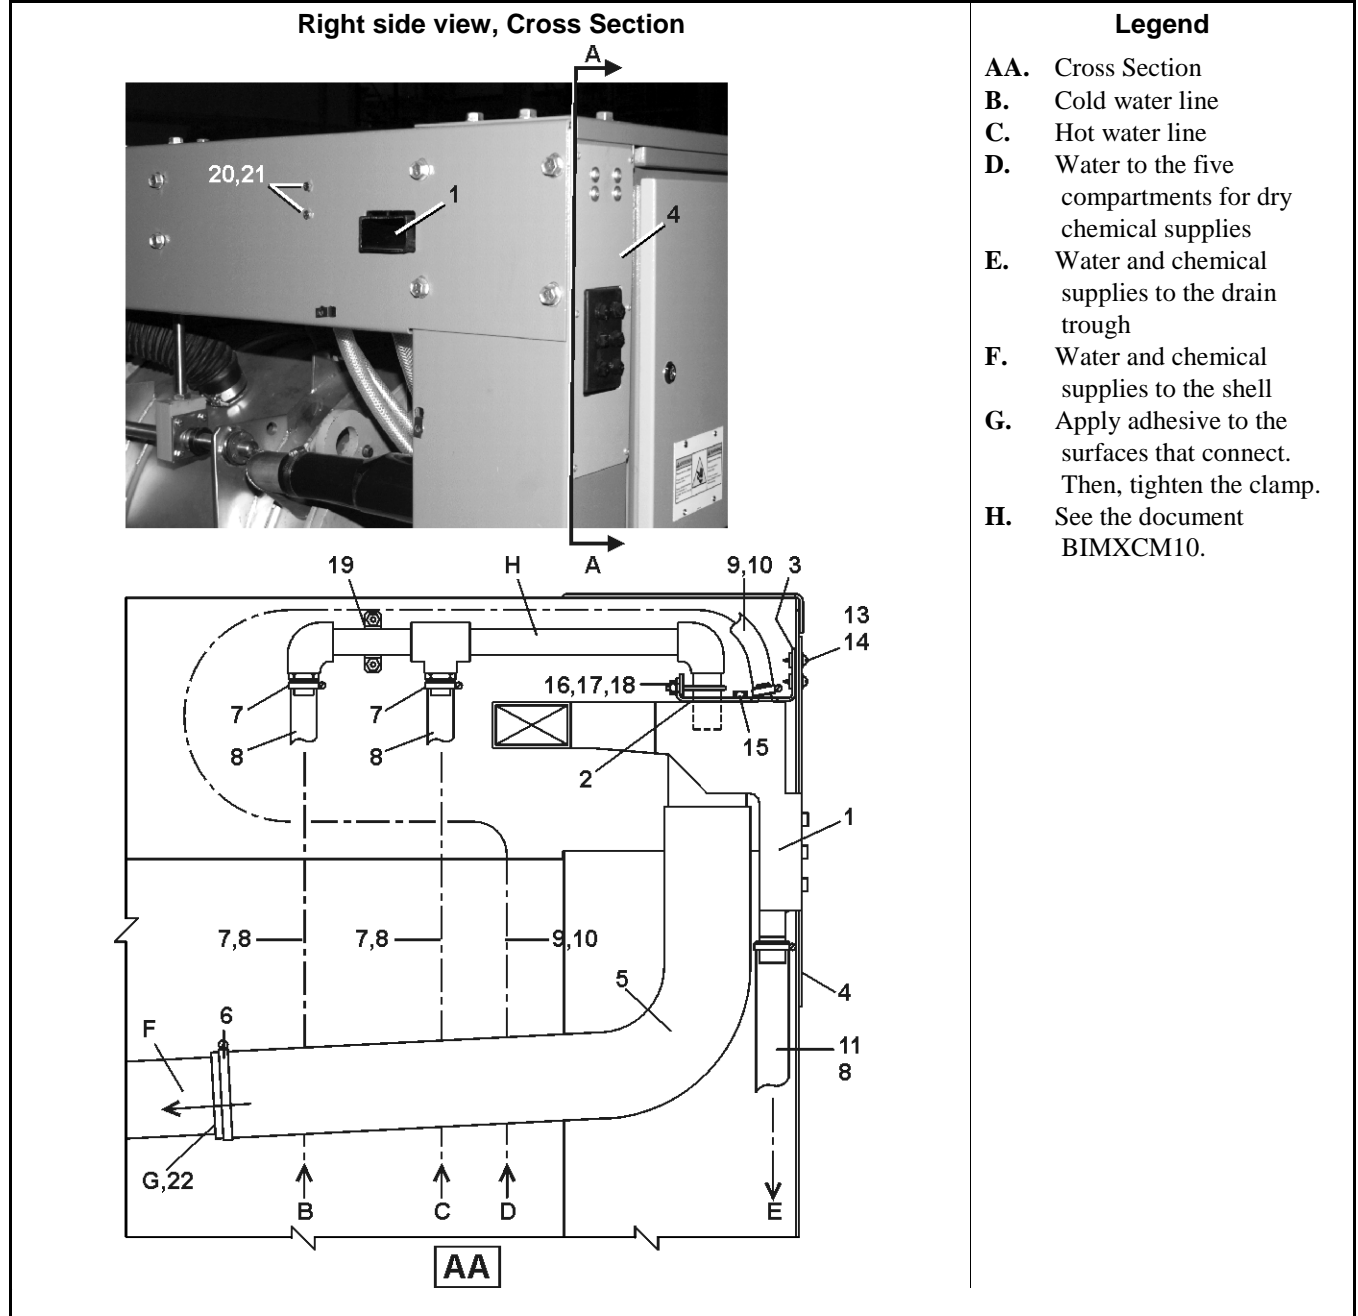 Right side view, Cross Section
A
20,21
1
4
A
19
H
9,10 3
13
14
16,17,18
7
7
8
8
15
2
1
7,8
7,8
9,10
5
4
F
6
11
8
G,22
B
C
D
E
AA
Legend
AA. Cross Section
B. Cold water line
C. Hot water line
D. Water to the five
compartments for dry
chemical supplies
E. Water and chemical
supplies to the drain
trough
F. Water and chemical
supplies to the shell
G. Apply adhesive to the
surfaces that connect.
Then, tighten the clamp.
H. See the document
BIMXCM10.